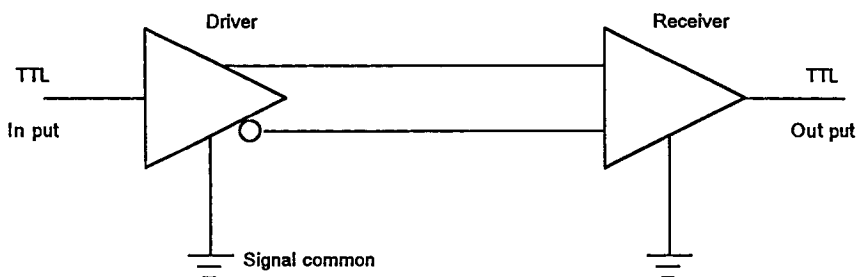 Driver
Receiver
TTL
TTL
In put
Out put
Signal common